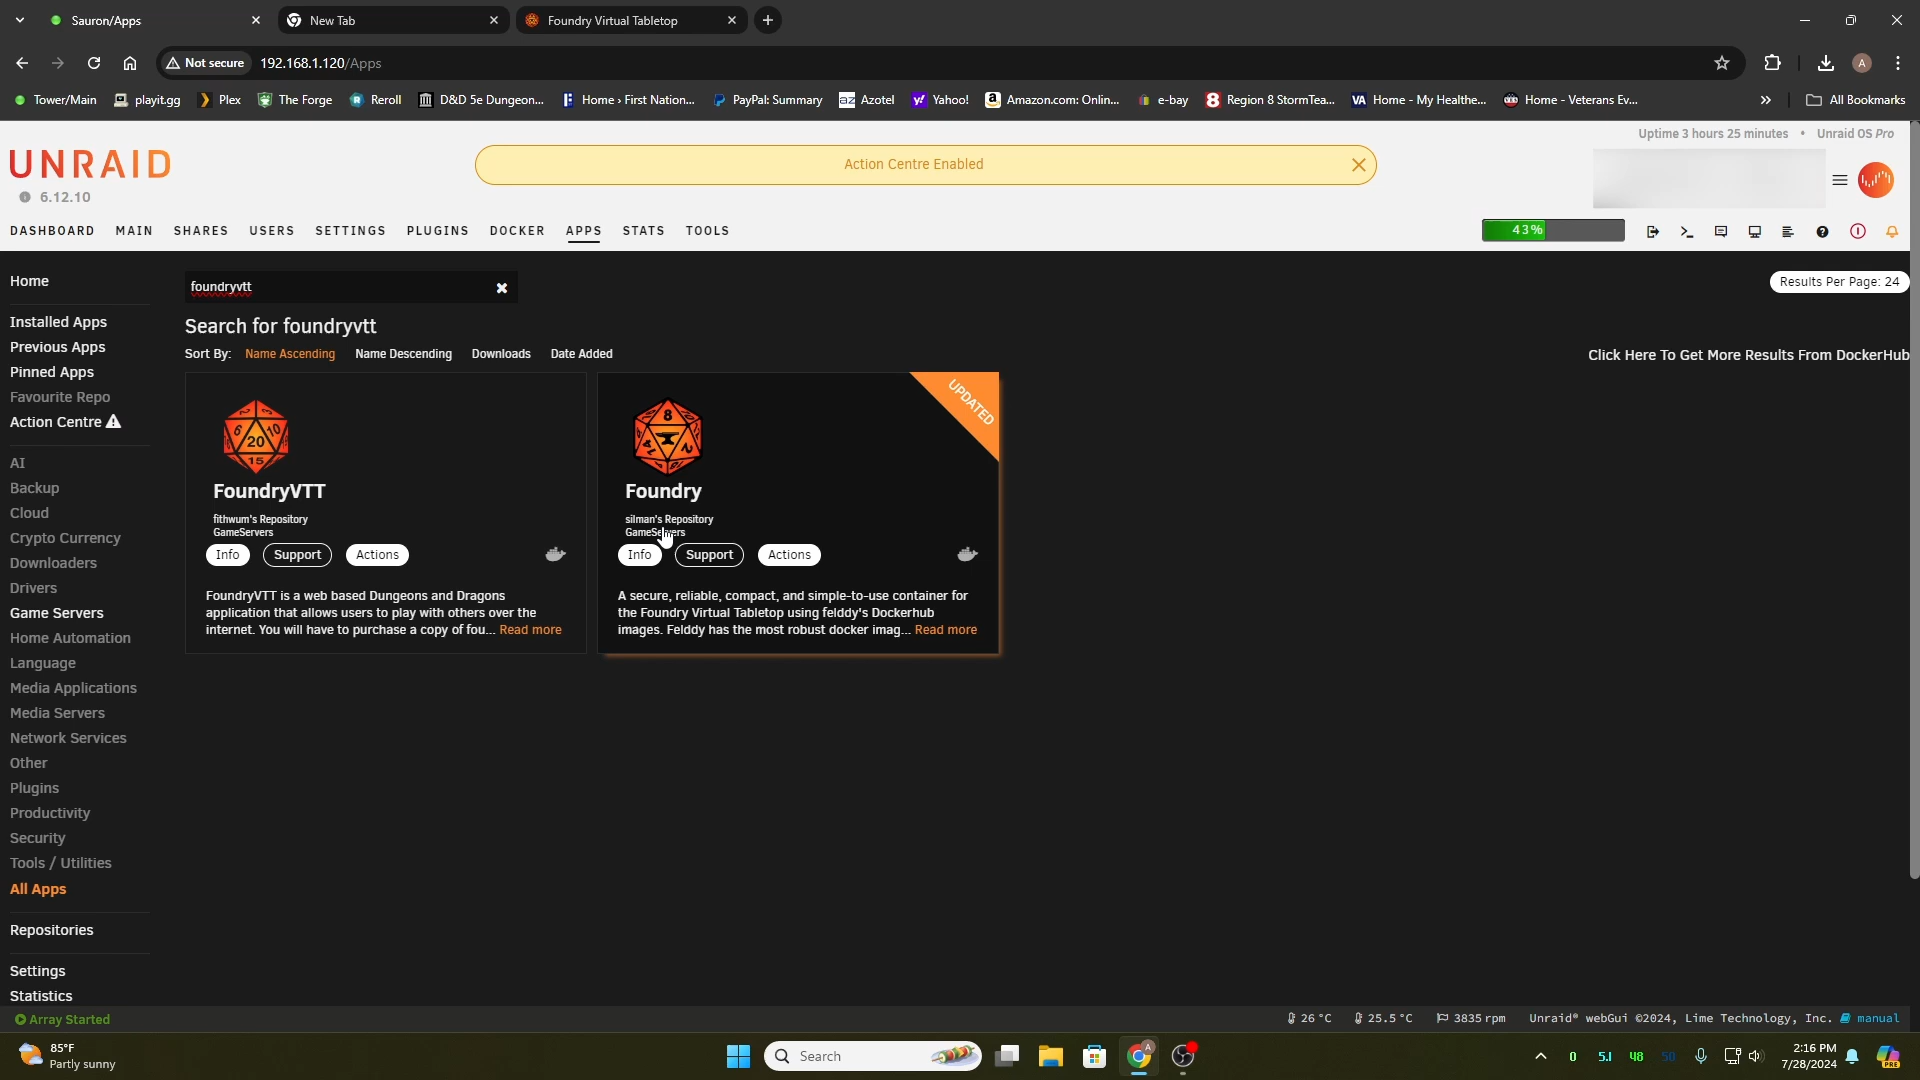 Sauron/Apps
New Tab
Foundry Virtual Tabletop
Not secure
192.168.1.120/Apps
A
Tower/Main
playit.gg
Plex
The Forge
Reroll
D&D 5e Dungeon...
Home › First Nation...
PayPal: Summary
Azotel
Yahoo!
Amazon.com: Onlin...
e-bay
Region 8 StormTea...
Home - My Healthe...
Home - Veterans Ev...
»
All Bookmarks
Uptime 3 hours 25 minutes • Unraid OS Pro
UNRAID
Action Centre Enabled
6.12.10
DASHBOARD
MAIN
SHARES
USERS
SETTINGS
PLUGINS
DOCKER
APPS
STATS
TOOLS
43%
Home
foundryvtt
Results Per Page: 24
Installed Apps
Previous Apps
Pinned Apps
Favourite Repo
Action Centre
Search for foundryvtt
Sort By: Name Ascending Name Descending Downloads Date Added
Click Here To Get More Results From DockerHub
UPDATED
FoundryVTT
fithwum's Repository
GameServers
Info
Support
Actions
FoundryVTT is a web based Dungeons and Dragons
application that allows users to play with others over the
internet. You will have to purchase a copy of fou... Read more
Foundry
silman's Repository
GameServers
Info
Support
Actions
A secure, reliable, compact, and simple-to-use container for
the Foundry Virtual Tabletop using felddy's Dockerhub
images. Felddy has the most robust docker imag... Read more
AI
Backup
Cloud
Crypto Currency
Downloaders
Drivers
Game Servers
Home Automation
Language
Media Applications
Media Servers
Network Services
Other
Plugins
Productivity
Security
Tools / Utilities
All Apps
Repositories
Settings
Statistics
Array Started
26 °C
25.5 °C
3835 rpm
Unraid® webGui ©2024, Lime Technology, Inc.
manual
85°F
Partly sunny
Search
0
51
48
50
2:16 PM
7/28/2024
PRE